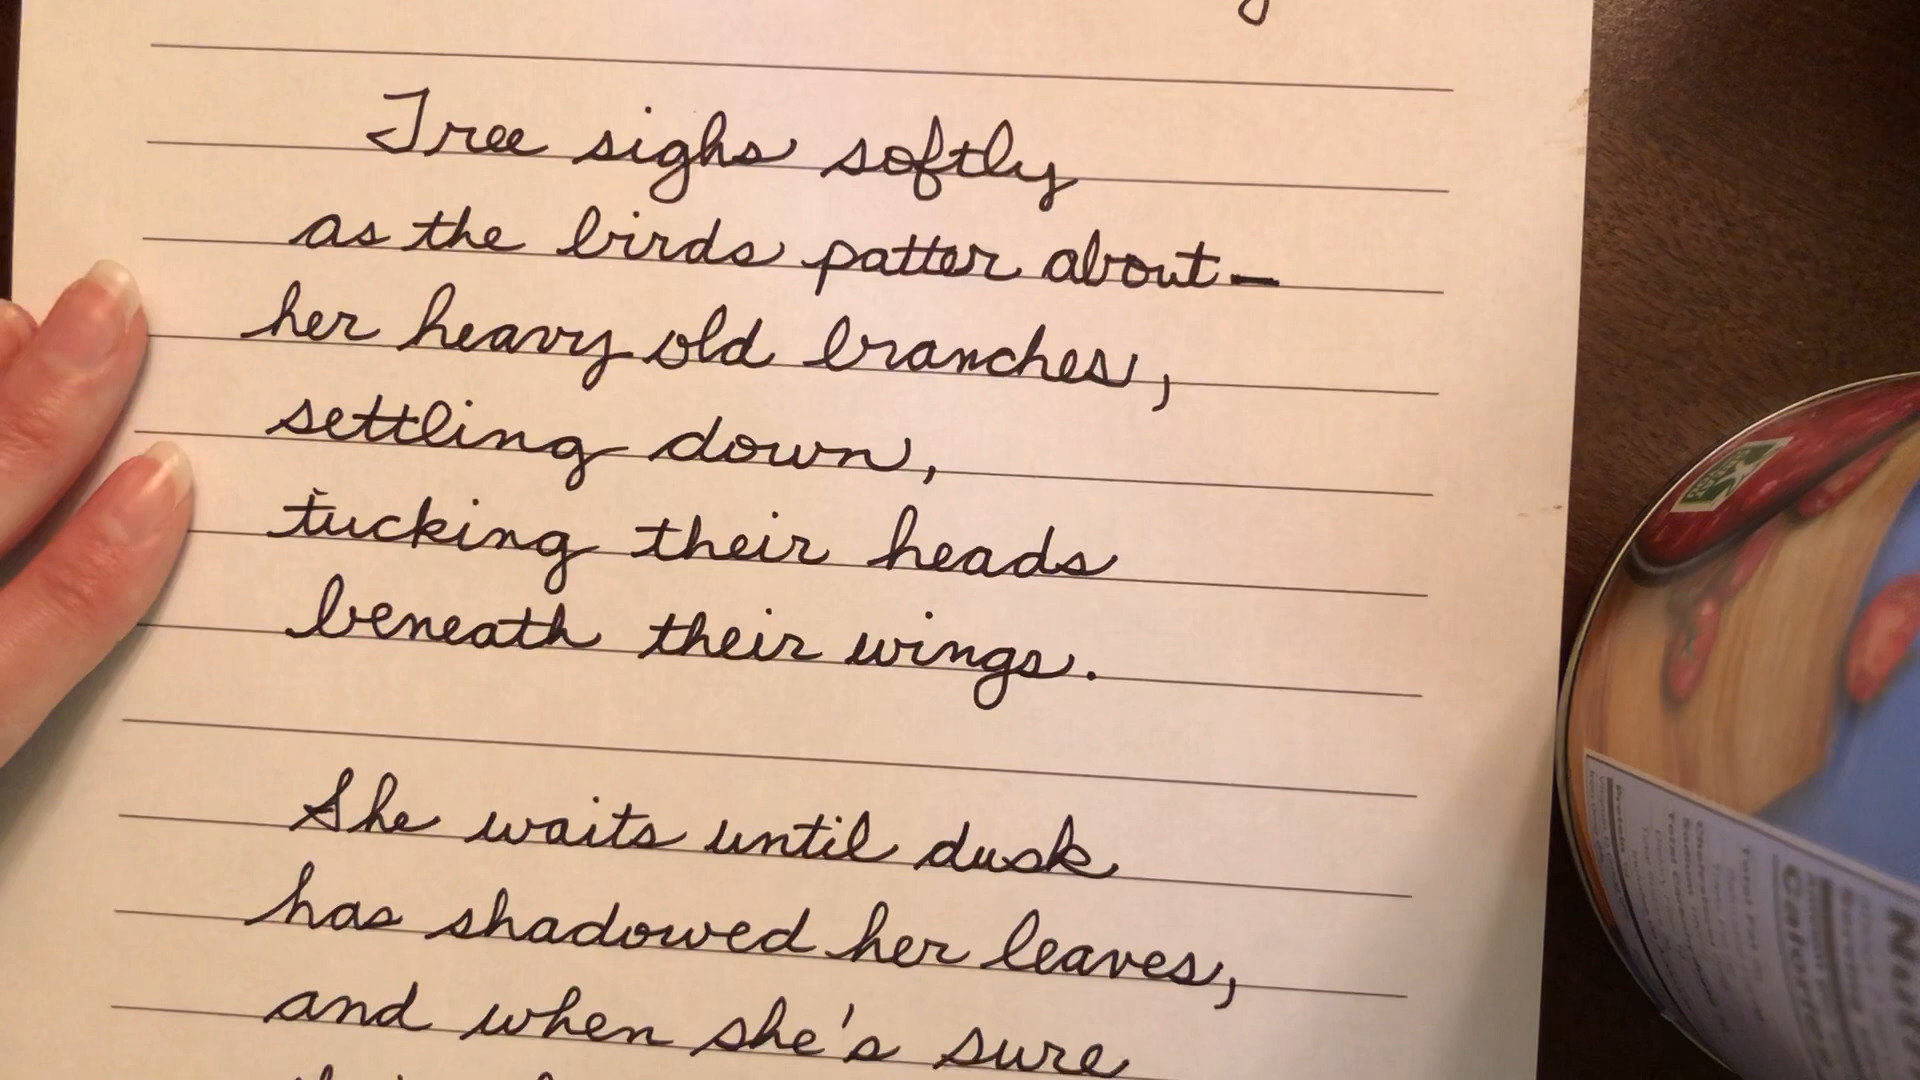 Tree sighs softly
as the birds patter about—
her heavy old branches,
settling down,
tucking their heads
beneath their wings.
She waits until dusk
has shadowed her leaves,
and when she's sure